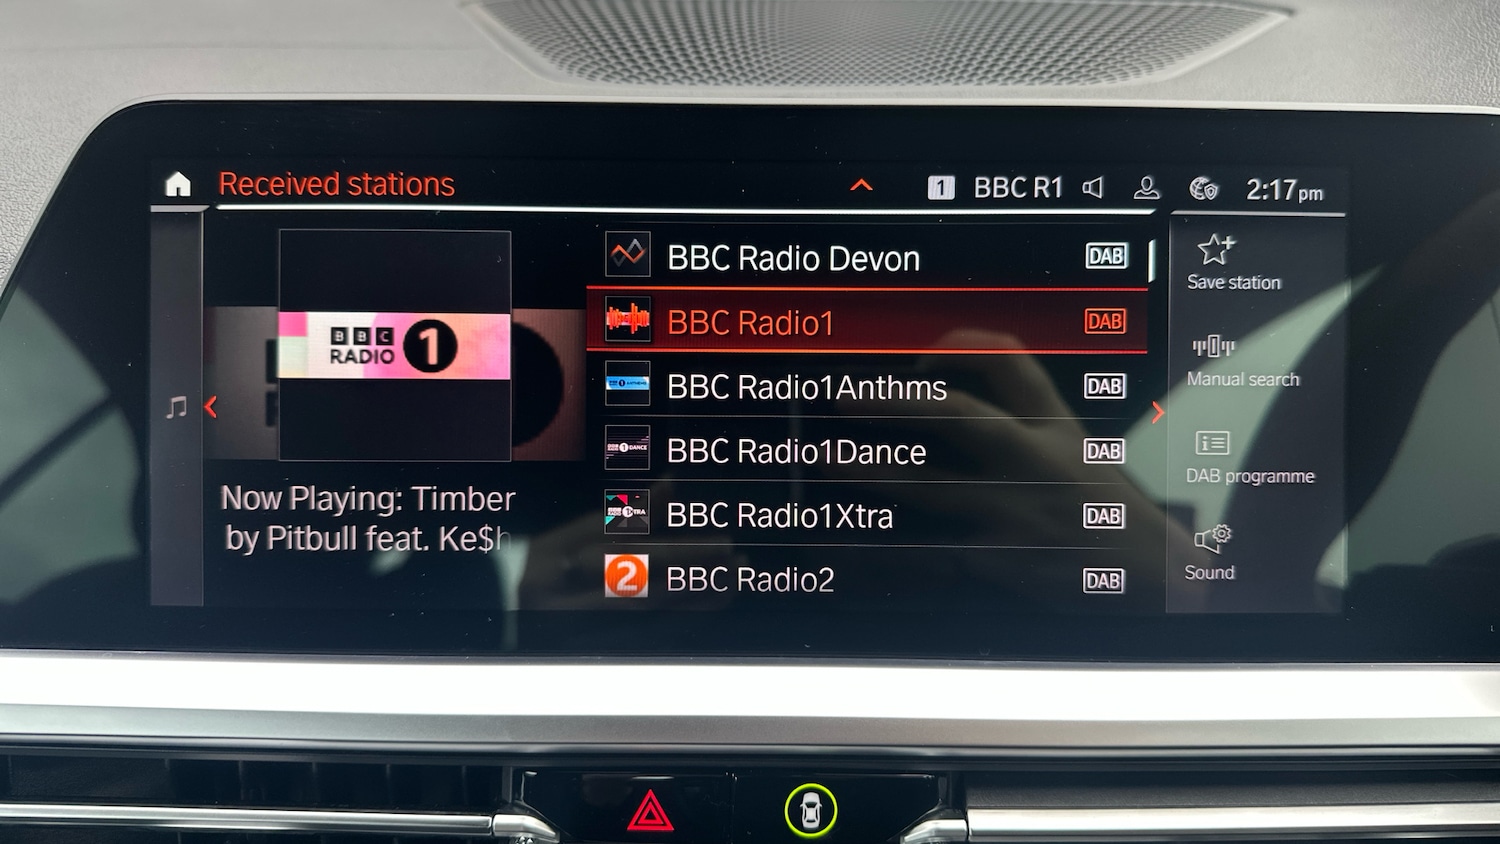 Received stations
1 BBC R1 2:17pm
BBC
RADIO 1
Now Playing: Timber
by Pitbull feat. Ke$h
BBC Radio Devon DAB
BBC Radio1 DAB
BBC Radio1Anthms DAB
BBC Radio1Dance DAB
BBC Radio1Xtra DAB
2 BBC Radio2 DAB
Save station
Manual search
DAB programme
Sound